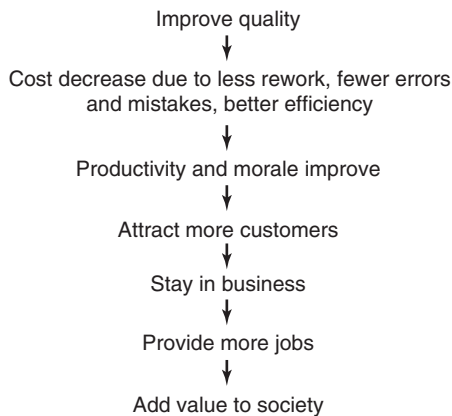 Improve quality
Cost decrease due to less rework, fewer errors
and mistakes, better efficiency
Productivity and morale improve
Attract more customers
Stay in business
Provide more jobs
Add value to society